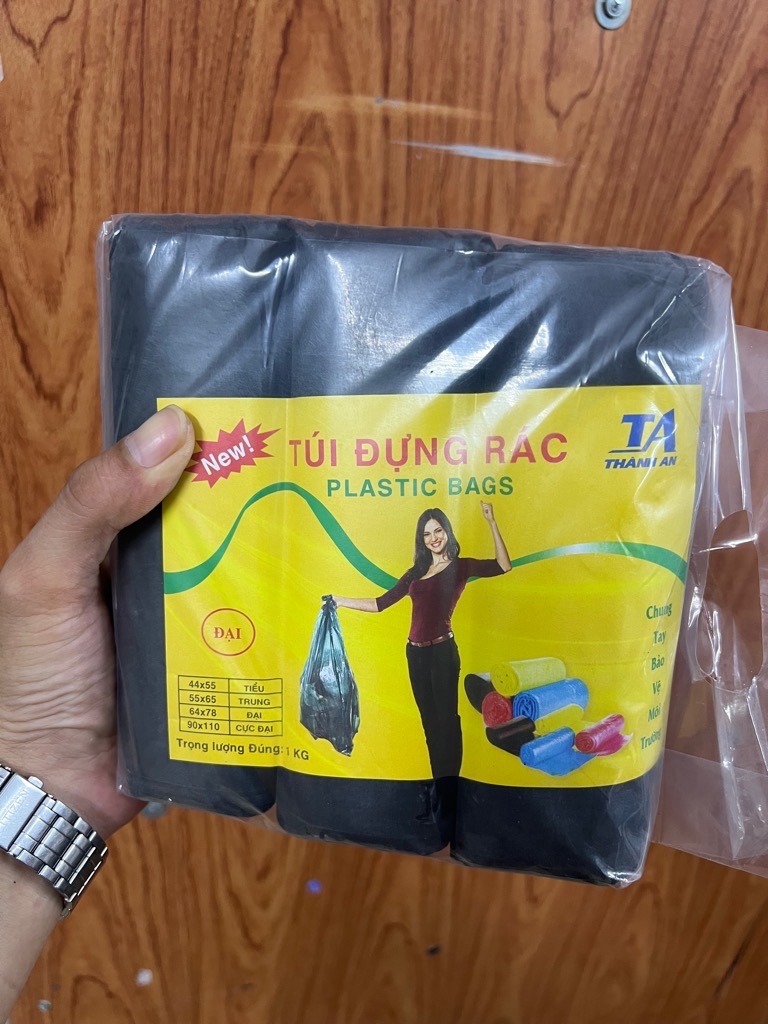 New!
TÚI ĐỰNG RÁC
PLASTIC BAGS
TA
THÀNH AN
ĐẠI
44x55 TIỂU
55x65 TRUNG
64x78 ĐẠI
90x110 CỰC ĐẠI
Trọng lượng Đúng: 1 KG
Chung
Tay
Bảo
Vệ
Môi
Trường